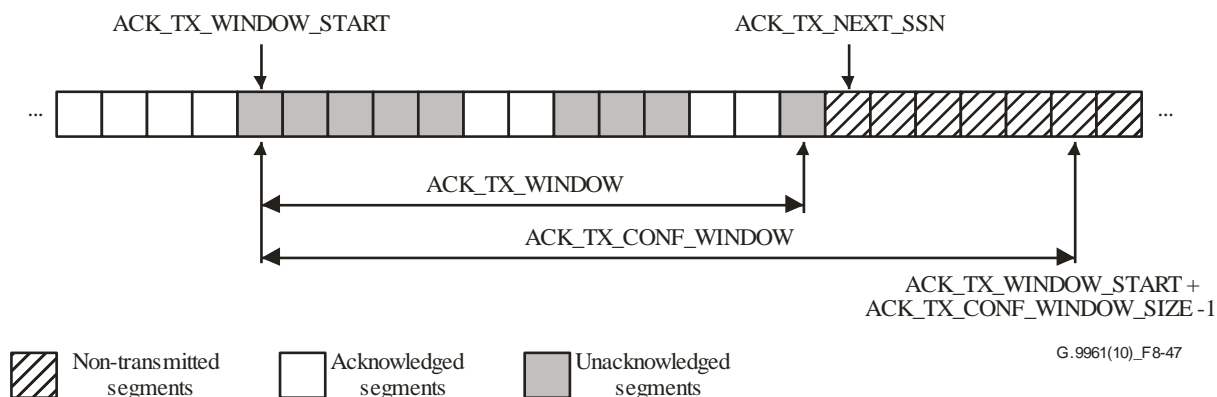 ACK_TX_WINDOW_START
ACK_TX_NEXT_SSN
...
...
ACK_TX_WINDOW
ACK_TX_CONF_WINDOW
ACK_TX_WINDOW_START +
ACK_TX_CONF_WINDOW_SIZE -1
Non-transmitted
segments
Acknowledged
segments
Unacknowledged
segments
G.9961(10)_F8-47